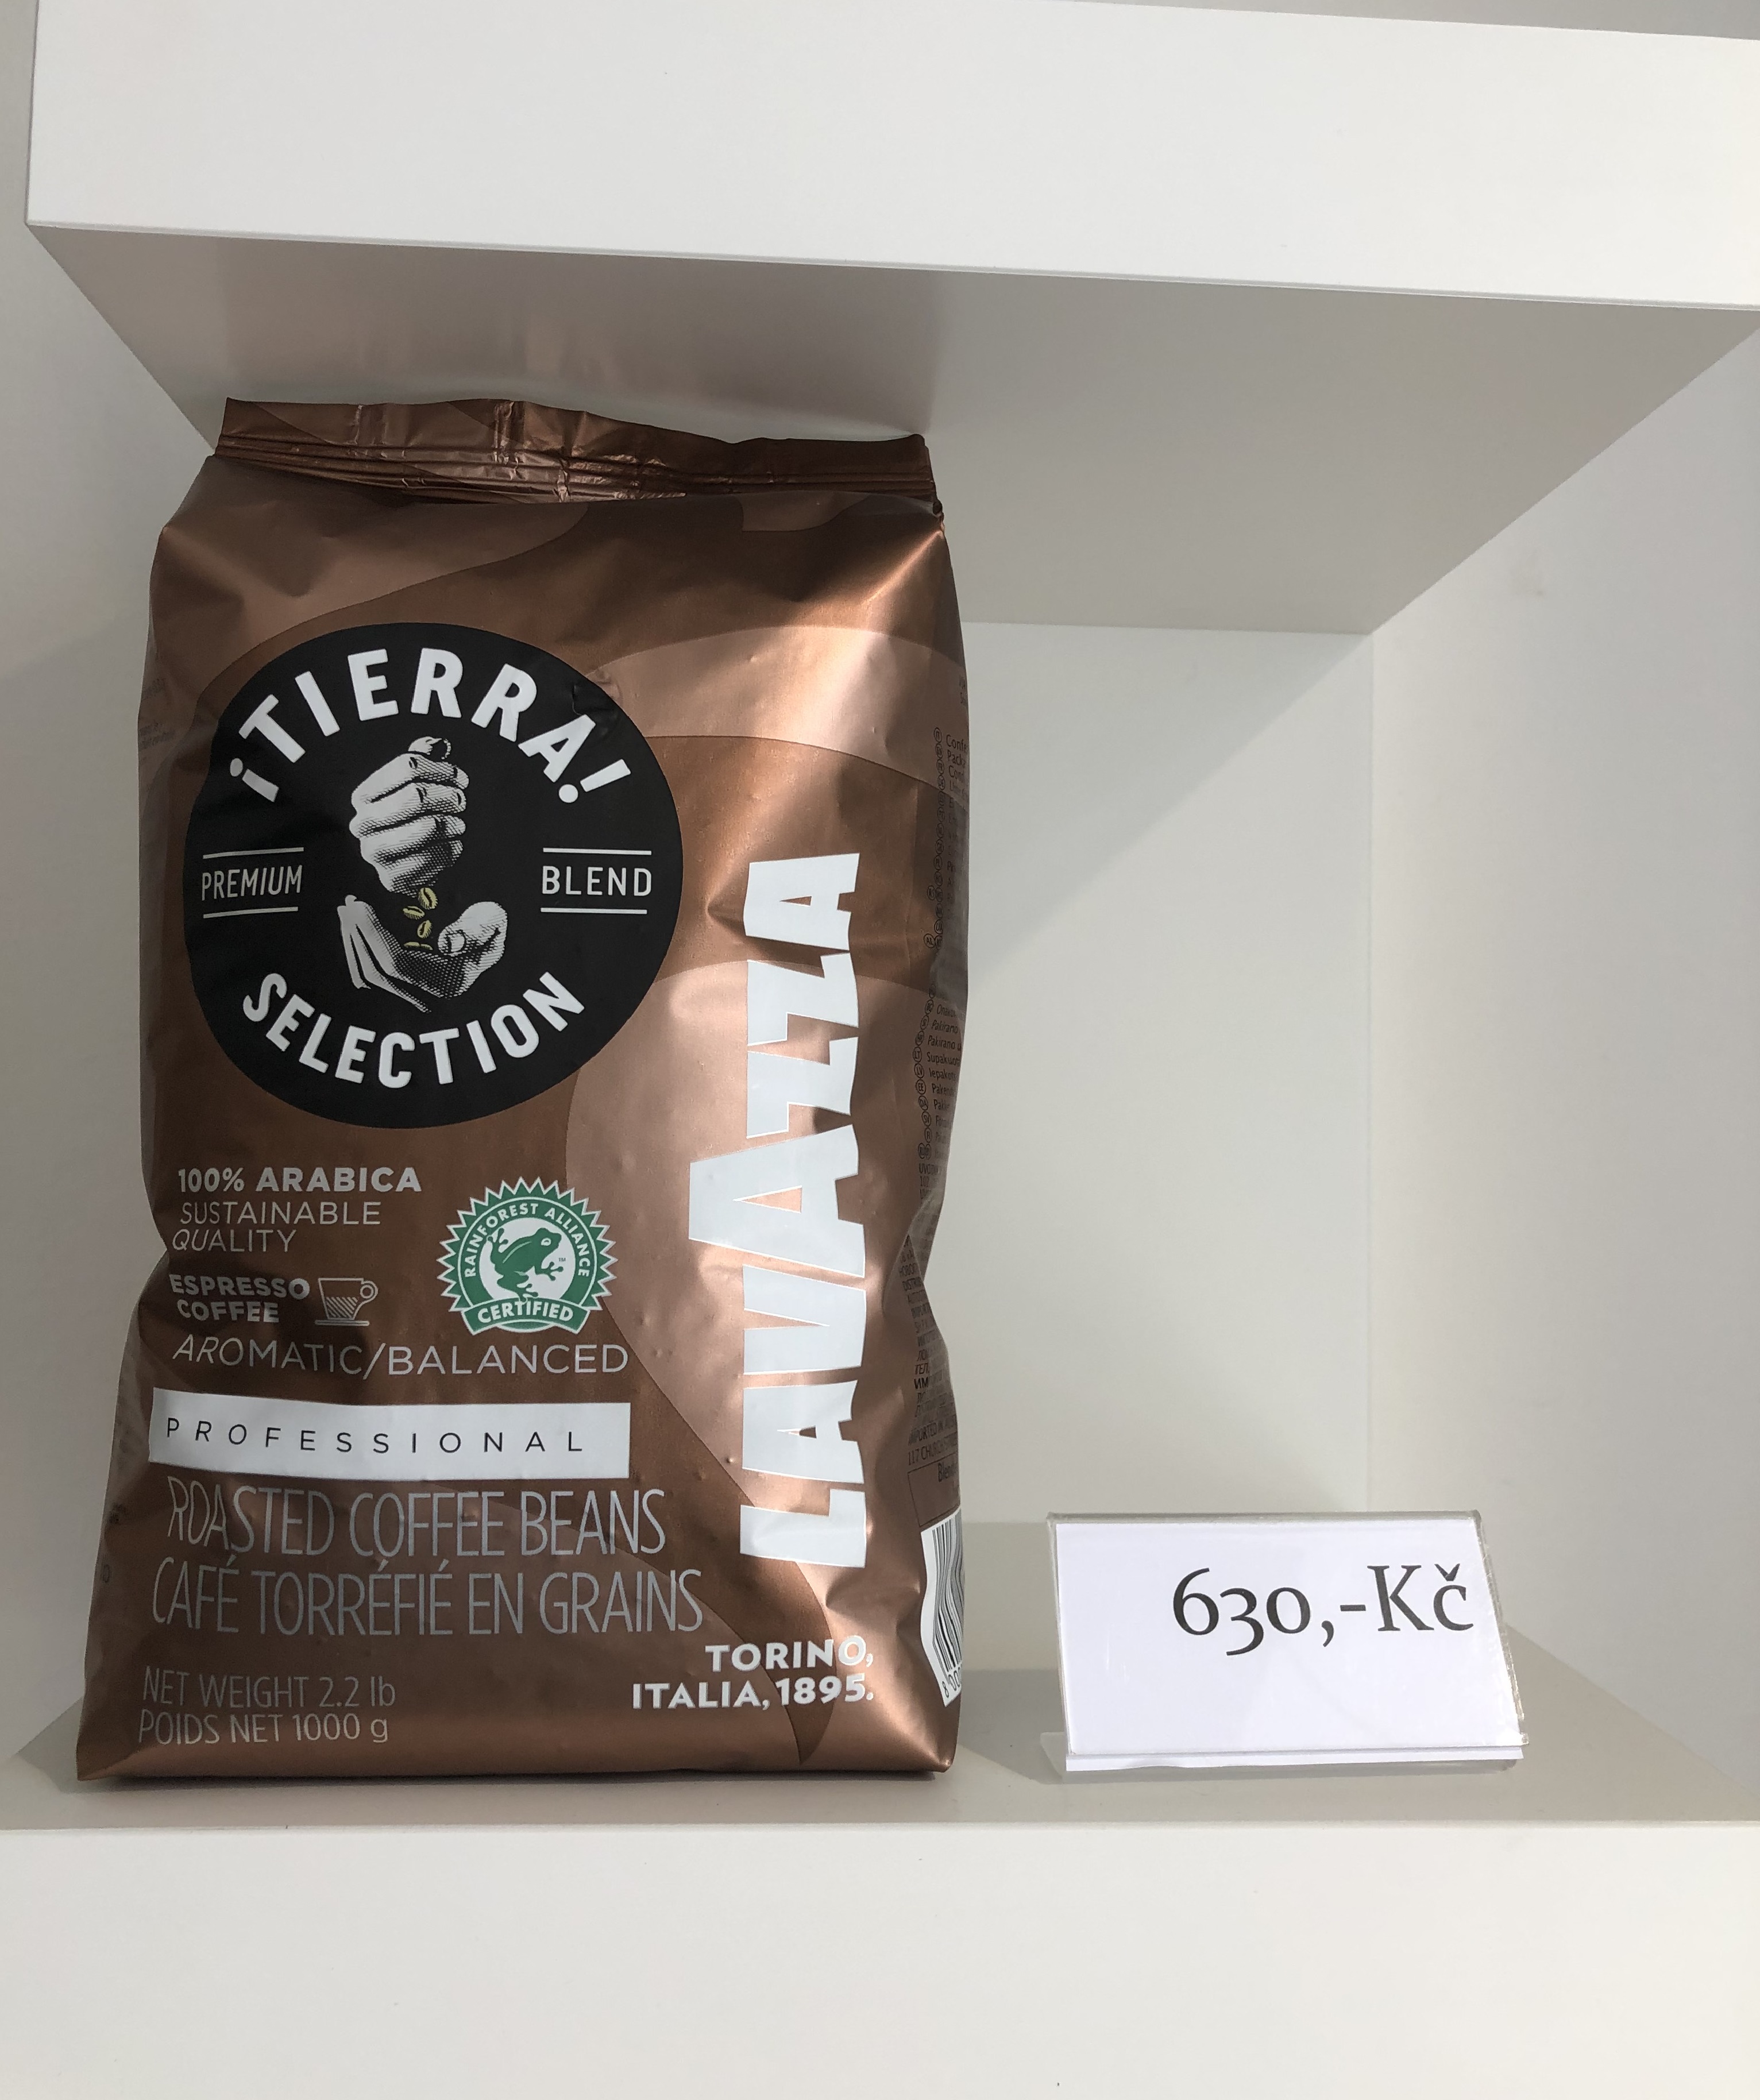 ¡TIERRA!
PREMIUM BLEND
SELECTION
LAVAZZA
100% ARABICA
SUSTAINABLE
QUALITY
RAINFOREST ALLIANCE
™
CERTIFIED
ESPRESSO
COFFEE
AROMATIC/BALANCED
PROFESSIONAL
ROASTED COFFEE BEANS
CAFÉ TORRÉFIÉ EN GRAINS
TORINO,
ITALIA, 1895.
NET WEIGHT 2.2 lb
POIDS NET 1000 g
630,-Kč